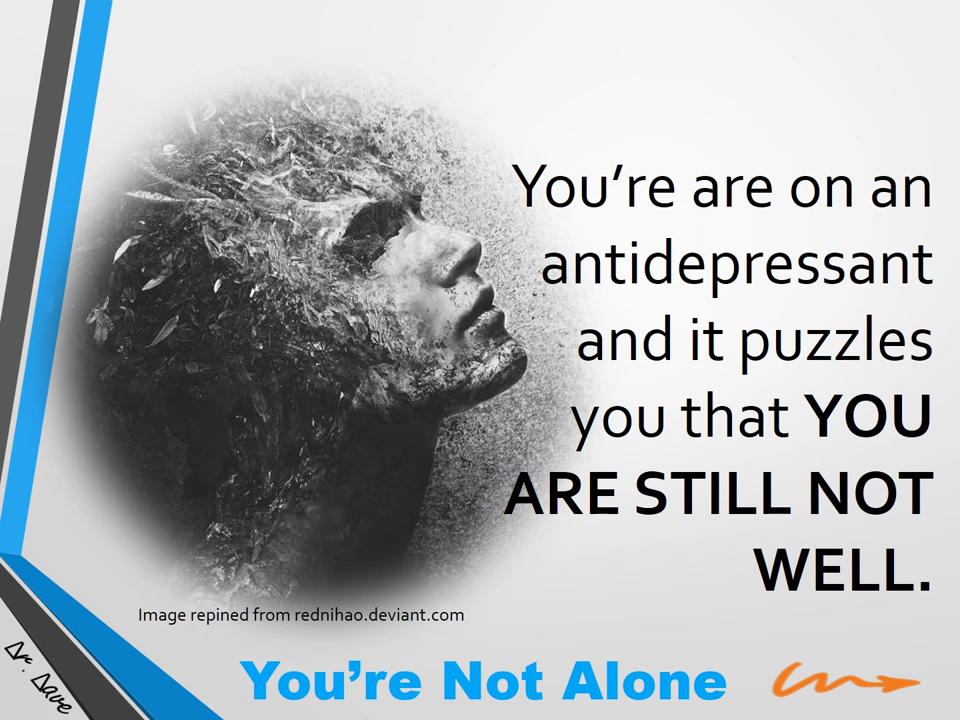 You're are on an
antidepressant
and it puzzles
you that YOU
ARE STILL NOT
WELL.
Image repined from rednihao.deviant.com
You're Not Alone
Dr. Dave